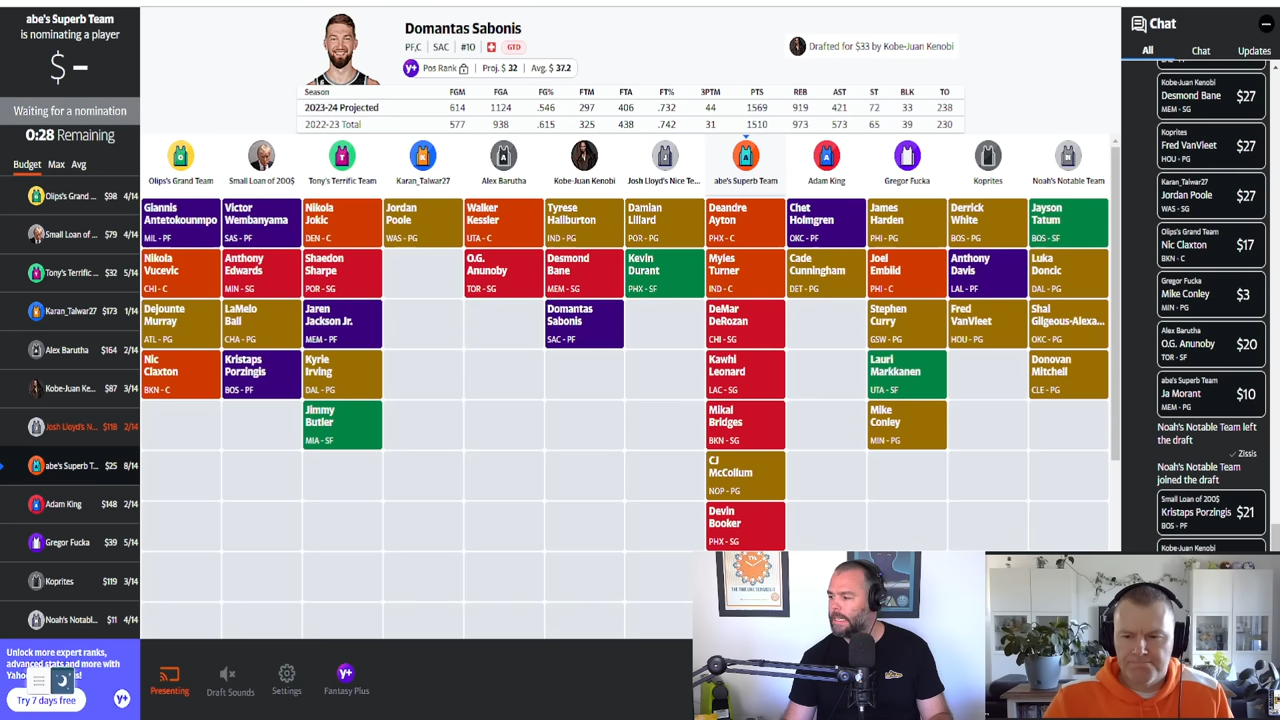 abe's Superb Team
is nominating a player
$ –
Waiting for a nomination
0:28 Remaining
Budget Max Avg
Olips's Grand ... $98 4/14
Small Loan of ... $79 4/14
Tony's Terrific ... $32 5/14
Karan_Talwar27 $173 1/14
Alex Barutha $164 2/14
Kobe-Juan Ke... $87 3/14
Josh Lloyd's N... $118 2/14
abe's Superb T... $25 8/14
Adam King $148 2/14
Gregor Fucka $39 5/14
Koprites $119 3/14
Noah's Notabl... $11 4/14
Unlock more expert ranks,
advanced stats and more with
Try 7 days free
y+
Domantas Sabonis
PF,C SAC #10 GTD
y+ Pos Rank Proj. $ 32 Avg. $ 37.2
Drafted for $33 by Kobe-Juan Kenobi
Season FGM FGA FG% FTM FTA FT% 3PTM PTS REB AST ST BLK TO
2023-24 Projected 614 1124 .546 297 406 .732 44 1569 919 421 72 33 238
2022-23 Total 577 938 .615 325 438 .742 31 1510 973 573 65 39 230
Olips's Grand Team Small Loan of 200$ Tony's Terrific Team Karan_Talwar27 Alex Barutha Kobe-Juan Kenobi Josh Lloyd's Nice Te... abe's Superb Team Adam King Gregor Fucka Koprites Noah's Notable Team
Giannis Victor Nikola Jordan Walker Tyrese Damian Deandre Chet James Derrick Jayson
Antetokounmpo Wembanyama Jokic Poole Kessler Haliburton Lillard Ayton Holmgren Harden White Tatum
MIL - PF SAS - PF DEN - C WAS - PG UTA - C IND - PG POR - PG PHX - C OKC - PF PHI - PG BOS - PG BOS - SF
Nikola Anthony Shaedon O.G. Desmond Kevin Myles Cade Joel Anthony Luka
Vucevic Edwards Sharpe Anunoby Bane Durant Turner Cunningham Embiid Davis Doncic
CHI - C MIN - SG POR - SG TOR - SG MEM - SG PHX - SF IND - C DET - PG PHI - C LAL - PF DAL - PG
Dejounte LaMelo Jaren Domantas DeMar Stephen Fred Shai
Murray Ball Jackson Jr. Sabonis DeRozan Curry VanVleet Gilgeous-Alexa...
ATL - PG CHA - PG MEM - PF SAC - PF CHI - SG GSW - PG HOU - PG OKC - PG
Nic Kristaps Kyrie Kawhi Lauri Donovan
Claxton Porzingis Irving Leonard Markkanen Mitchell
BKN - C BOS - PF DAL - PG LAC - SG UTA - SF CLE - PG
Jimmy Mikal Mike
Butler Bridges Conley
MIA - SF BKN - SG MIN - PG
CJ
McCollum
NOP - PG
Devin
Booker
PHX - SG
Presenting Draft Sounds Settings Fantasy Plus
Chat
All Chat Updates
Kobe-Juan Kenobi
Desmond Bane $27
MEM - SG
Koprites
Fred VanVleet $27
HOU - PG
Karan_Talwar27
Jordan Poole $27
WAS - SG
Olips's Grand Team
Nic Claxton $17
BKN - C
Gregor Fucka
Mike Conley $3
MIN - PG
Alex Barutha
O.G. Anunoby $20
TOR - SF
abe's Superb Team
Ja Morant $10
MEM - PG
Noah's Notable Team left
the draft
Zissis
Noah's Notable Team
joined the draft
Small Loan of 200$
Kristaps Porzingis $21
BOS - PF
Kobe-Juan Kenobi